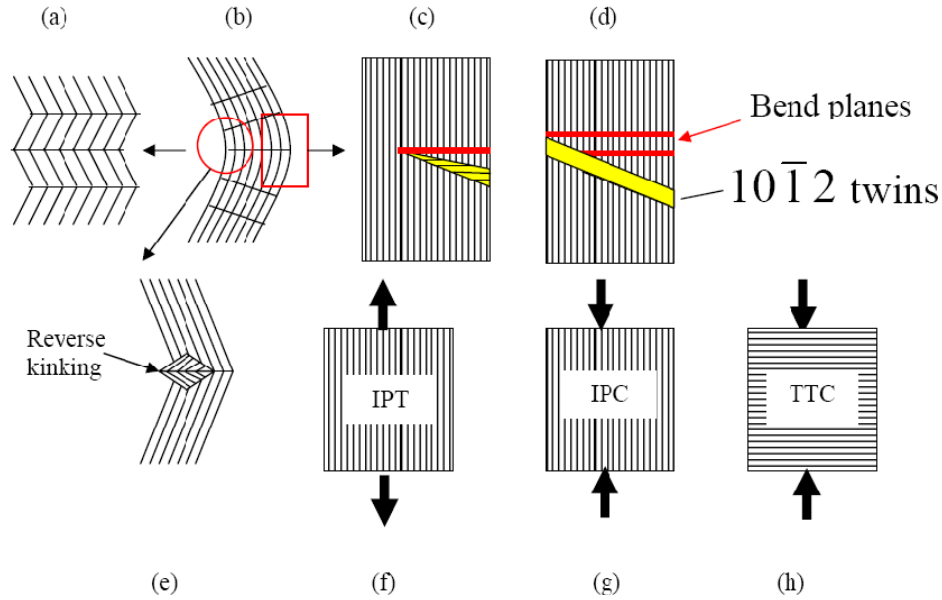 (a) (b) (c) (d)
Bend planes
10 1̅ 2 twins
Reverse
kinking
IPT IPC TTC
(e) (f) (g) (h)